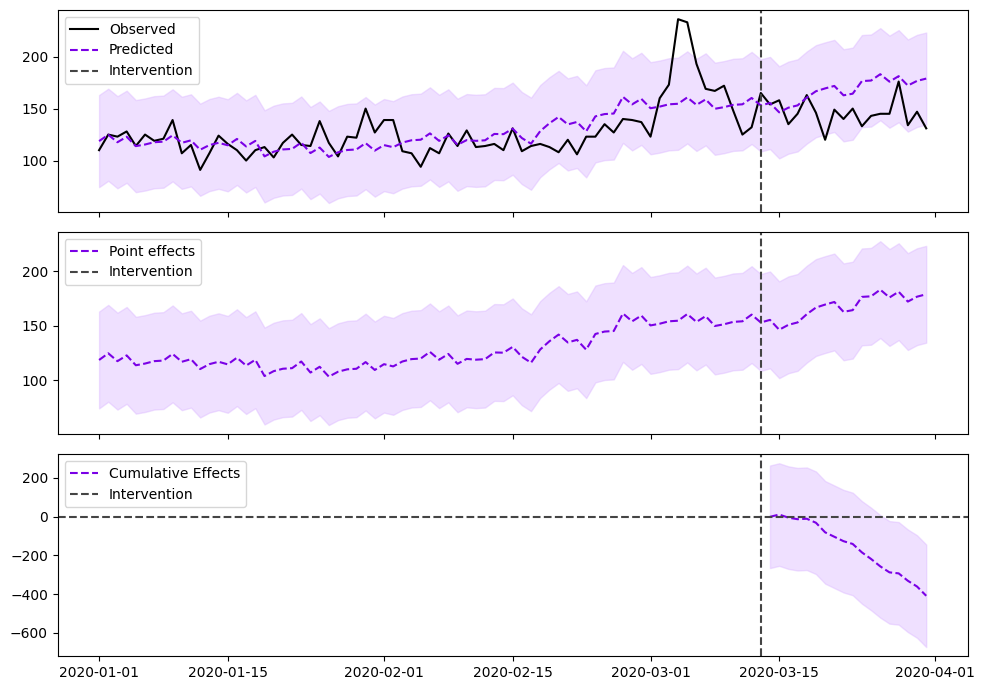 Observed
Predicted
Intervention
200
150
100
Point effects
Intervention
200
150
100
Cumulative Effects
Intervention
200
0
−200
−400
−600
2020-01-01 2020-01-15 2020-02-01 2020-02-15 2020-03-01 2020-03-15 2020-04-01